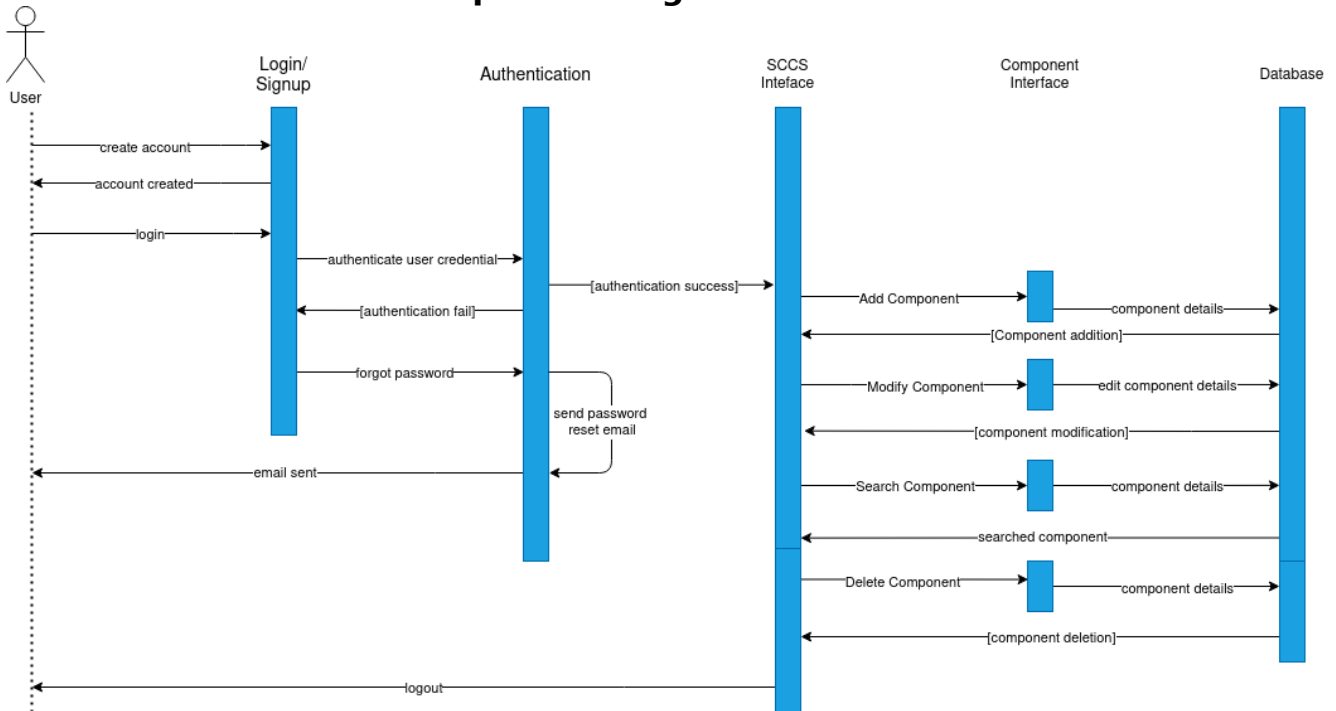 Login/
Signup
Authentication
SCCS
Inteface
Component
Interface
Database
User
create account
account created
login
authenticate user credential
[authentication success]
Add Component
component details
[authentication fail]
[Component addition]
forgot password
Modify Component
edit component details
send password
reset email
[component modification]
email sent
Search Component
component details
searched component
Delete Component
component details
[component deletion]
logout